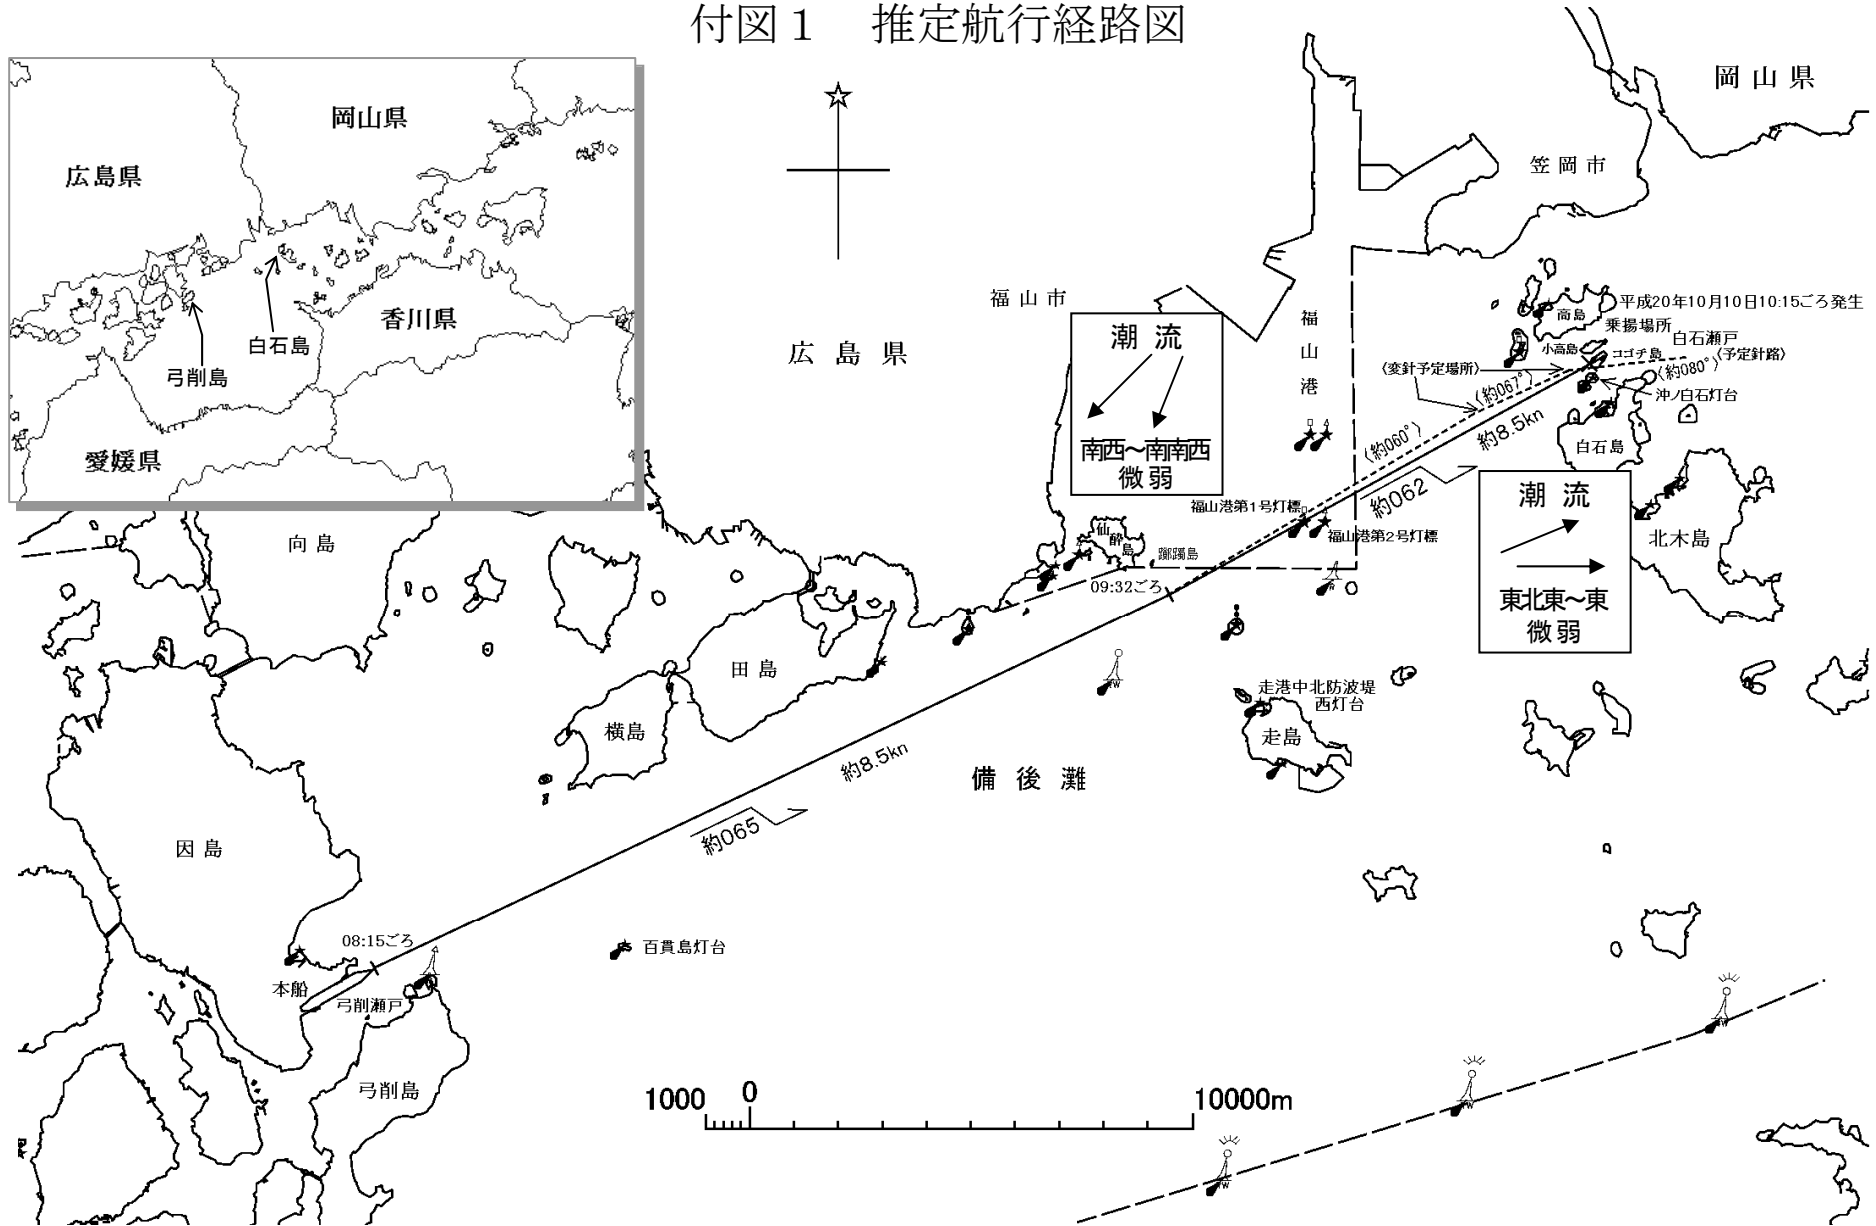 付図１　推定航行経路図
岡山県
広島県
香川県
白石島
弓削島
愛媛県
岡山県
笠岡市
福山市
広島県
福山港
潮流
南西～南南西
微弱
高島
平成20年10月10日10:15ごろ発生
乗揚場所
白石瀬戸
小高島
コゴチ島
〈予定針路〉
〈変針予定場所〉
〈約067°〉
〈約080°〉
沖ノ白石灯台
〈約060°〉
約8.5kn
白石島
約062
潮流
東北東～東
微弱
北木島
福山港第1号灯標
福山港第2号灯標
仙酔島
躑躅島
09:32ごろ
向島
田島
横島
走港中北防波堤
西灯台
走島
約8.5kn
備後灘
約065
因島
08:15ごろ
百貫島灯台
本船
弓削瀬戸
弓削島
1000 0 10000m